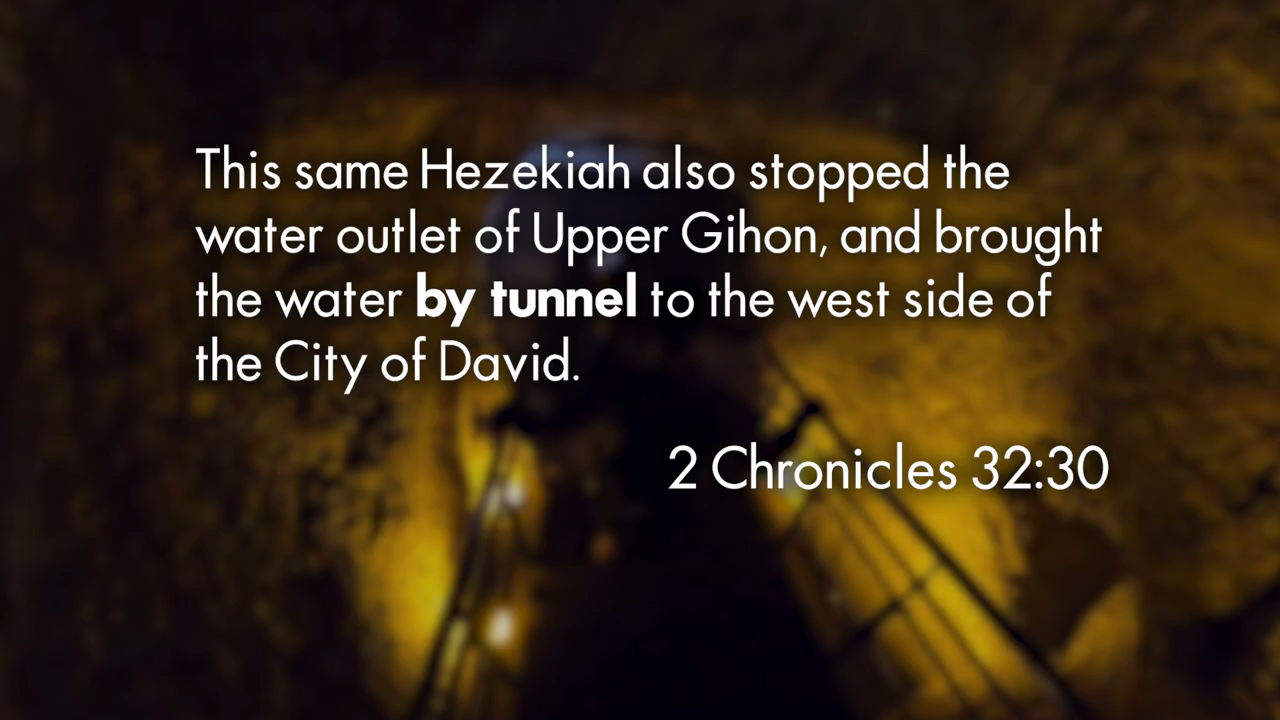 This same Hezekiah also stopped the
water outlet of Upper Gihon, and brought
the water by tunnel to the west side of
the City of David.
2 Chronicles 32:30